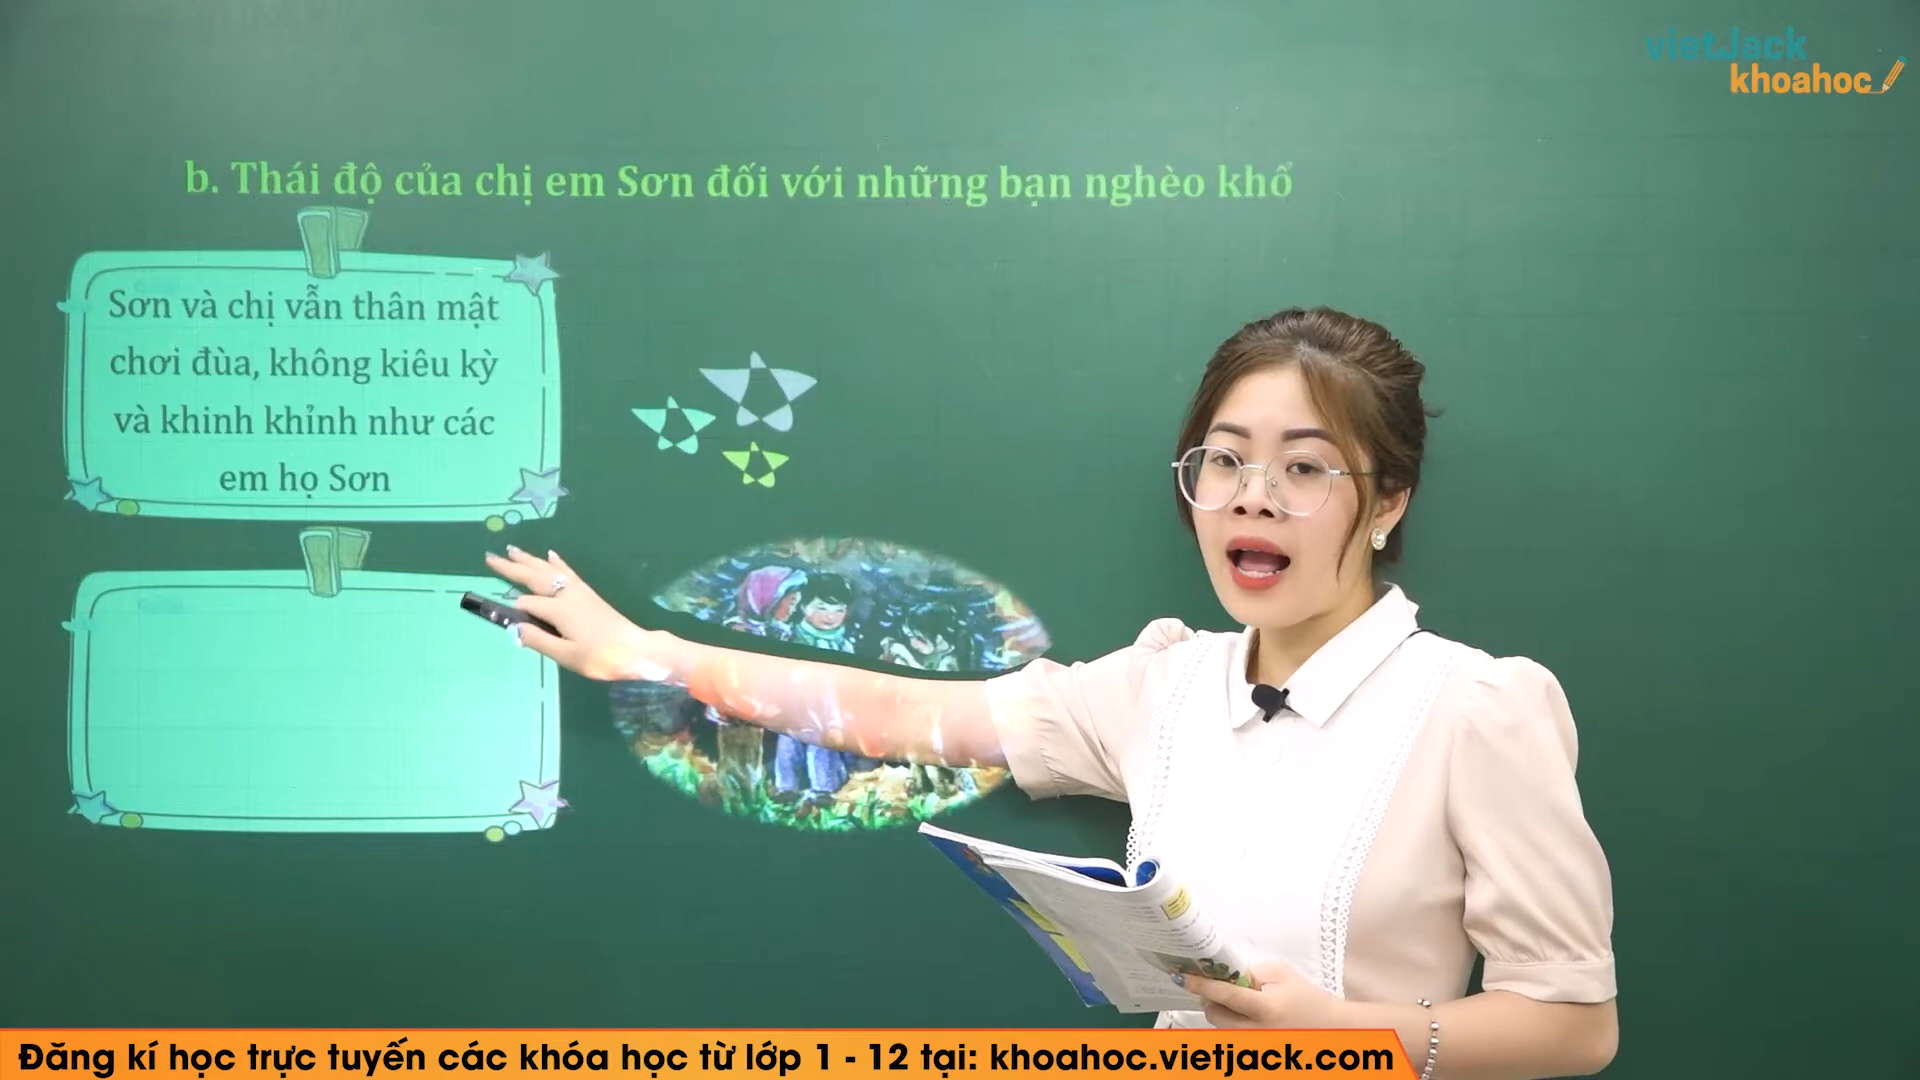 vietJack
khoahoc
b. Thái độ của chị em Sơn đối với những bạn nghèo khổ
Sơn và chị vẫn thân mật
chơi đùa, không kiêu kỳ
và khinh khỉnh như các
em họ Sơn
Đăng kí học trực tuyến các khóa học từ lớp 1 - 12 tại: khoahoc.vietjack.com